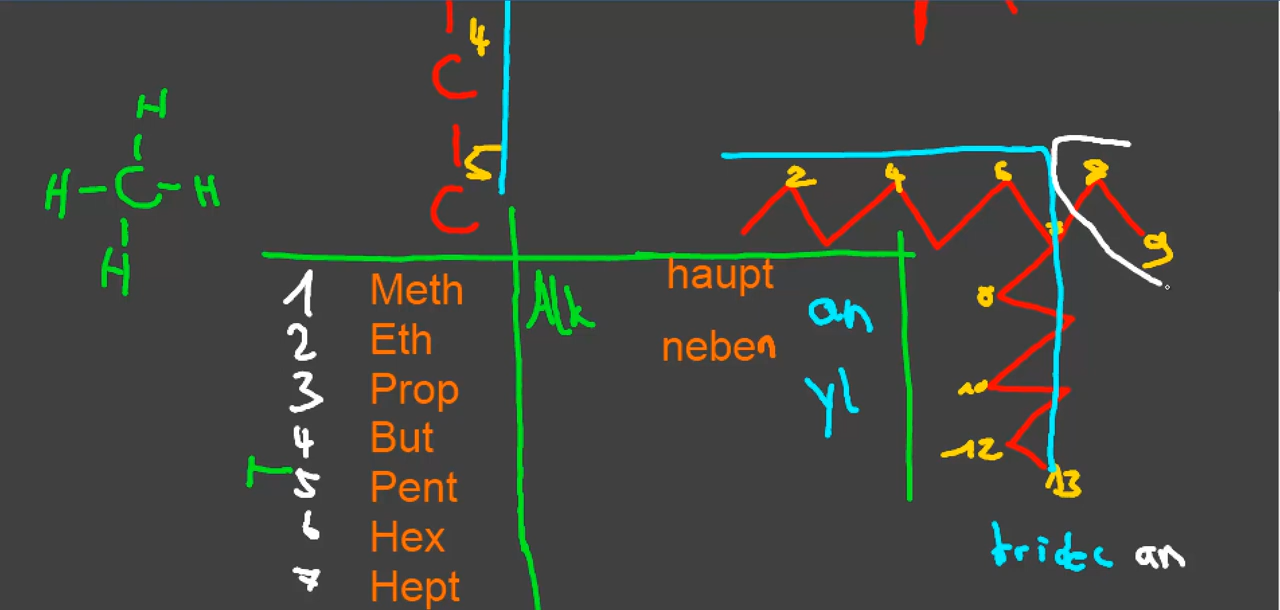 4
C
5
C
H
H-C-H
H
2 4 6 8
7 9
8
10
12
13
1 Meth
2 Eth
3 Prop
4 But
5 Pent
6 Hex
7 Hept
Alk
haupt an
neben yl
tridec an